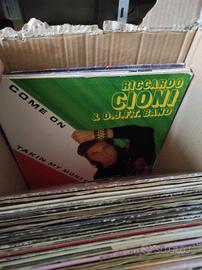 RICCARDO
CIONI
& D.J.F.T. BAND
COME ON
TAKIN MY MONEY